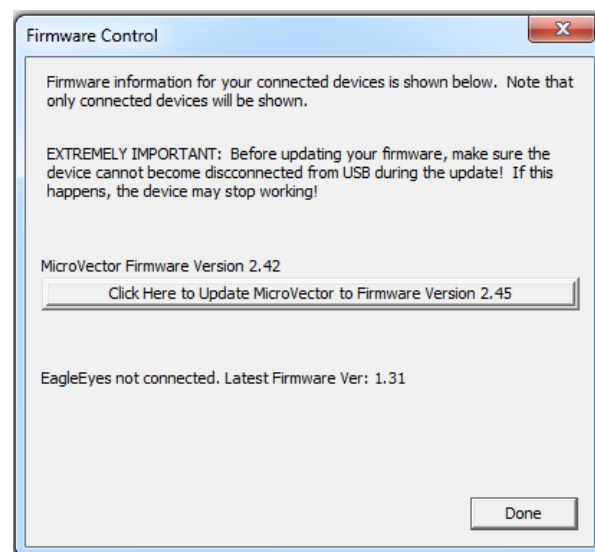 Firmware Control
Firmware information for your connected devices is shown below. Note that
only connected devices will be shown.
EXTREMELY IMPORTANT: Before updating your firmware, make sure the
device cannot become discconnected from USB during the update! If this
happens, the device may stop working!
MicroVector Firmware Version 2.42
Click Here to Update MicroVector to Firmware Version 2.45
EagleEyes not connected. Latest Firmware Ver: 1.31
Done